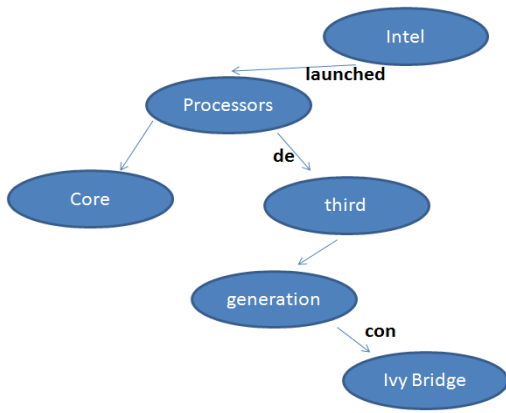 Intel
launched
Processors
de
Core
third
generation
con
Ivy Bridge